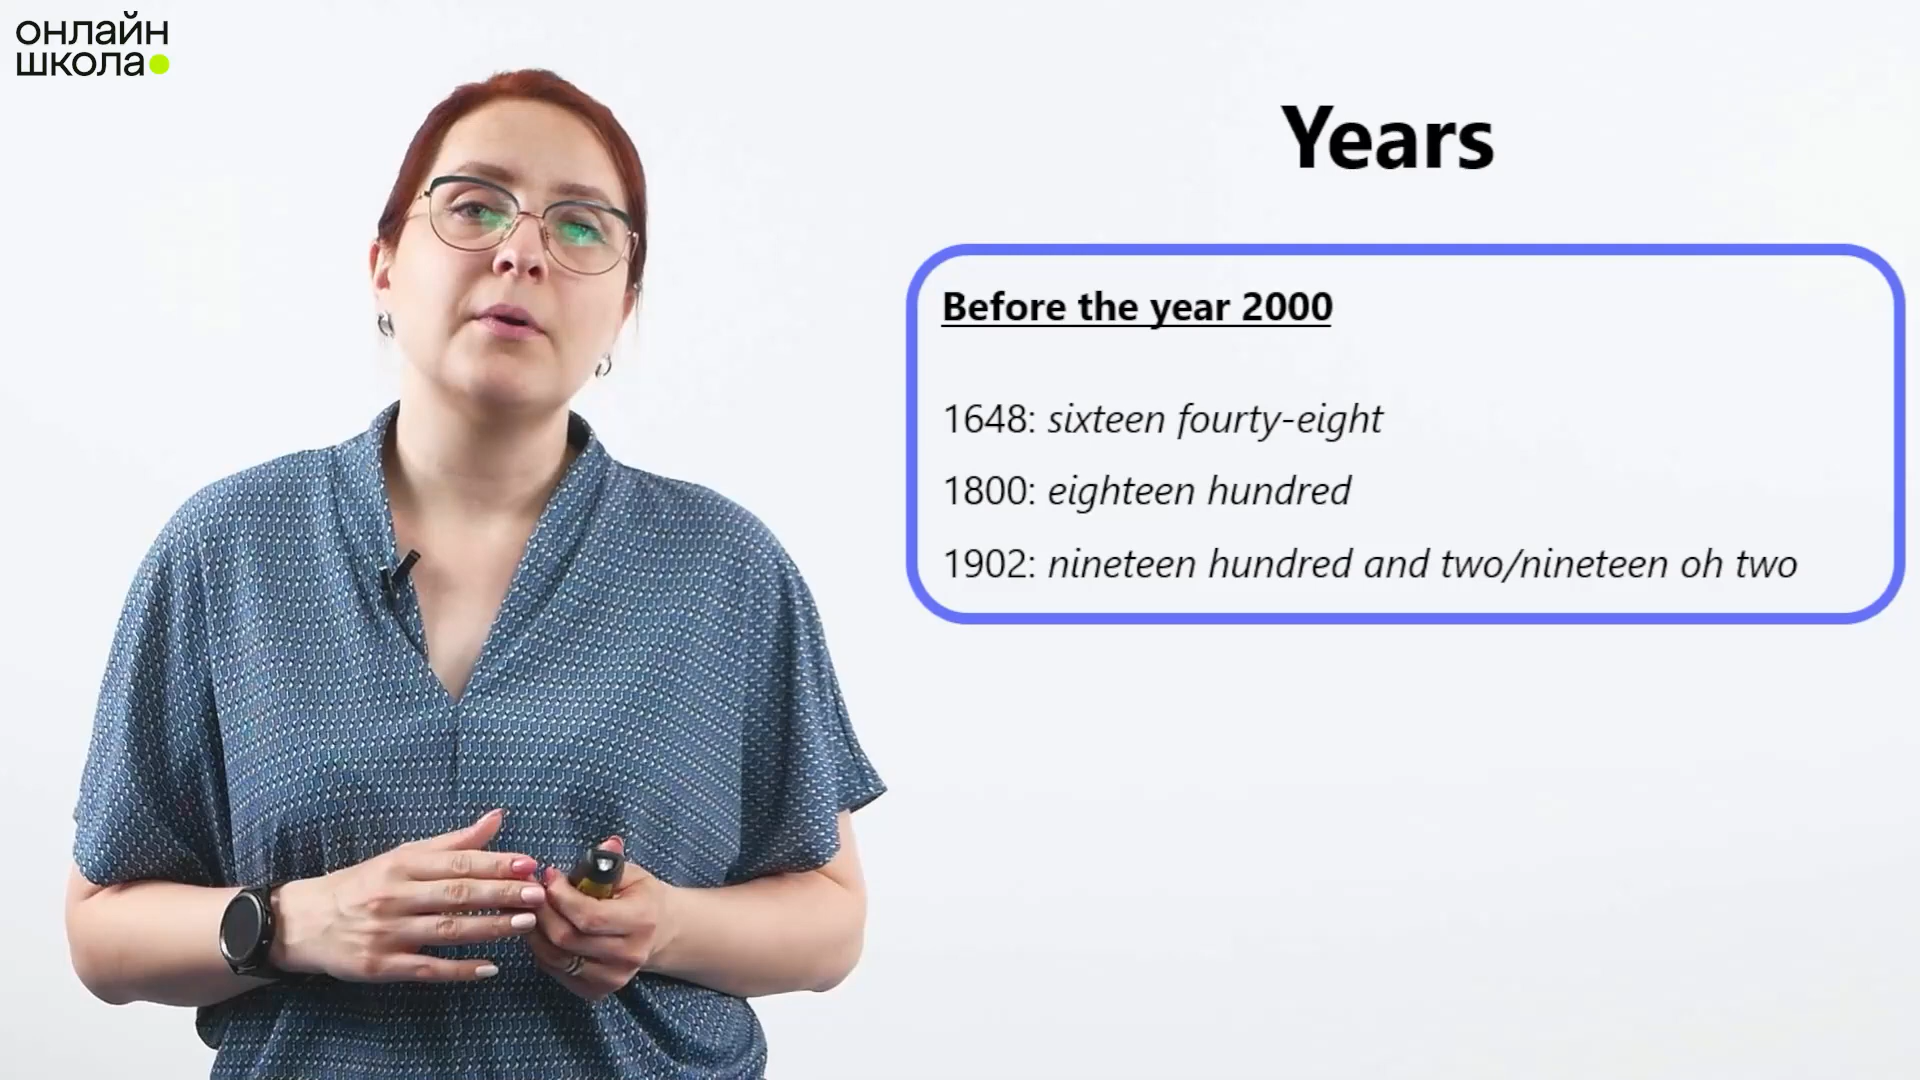 онлайн
школа
Years
Before the year 2000
1648: sixteen fourty-eight
1800: eighteen hundred
1902: nineteen hundred and two/nineteen oh two